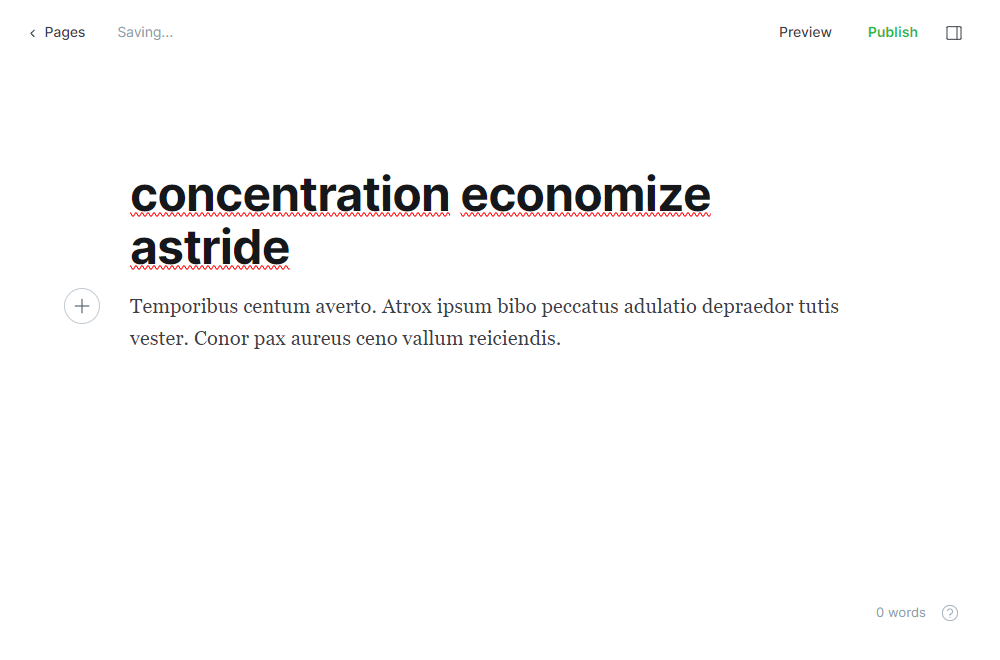 Pages
Saving...
Preview
Publish
concentration economize
astride
Temporibus centum averto. Atrox ipsum bibo peccatus adulatio depraedor tutis
vester. Conor pax aureus ceno vallum reiciendis.
0 words
?